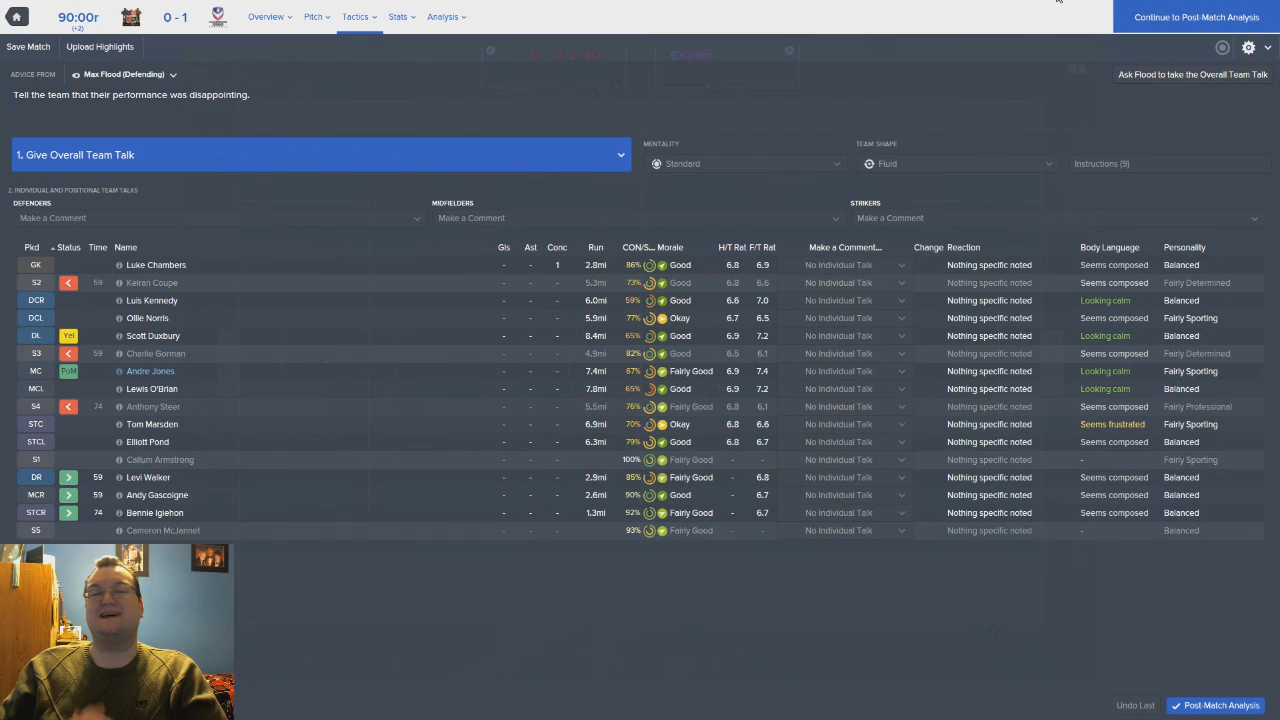 90:00r
(+2)
0 - 1
Overview
Pitch
Tactics
Stats
Analysis
Continue to Post-Match Analysis
Save Match
Upload Highlights
ADVICE FROM
Max Flood (Defending)
Ask Flood to take the Overall Team Talk
Tell the team that their performance was disappointing.
1. Give Overall Team Talk
MENTALITY
Standard
TEAM SHAPE
Fluid
Instructions (9)
2. INDIVIDUAL AND POSITIONAL TEAM TALKS
DEFENDERS
MIDFIELDERS
STRIKERS
Make a Comment
Make a Comment
Make a Comment
Pkd Status Time Name Gls Ast Conc Run CON/S... Morale H/T Rat F/T Rat Make a Comment... Change Reaction Body Language Personality
GK Luke Chambers - - 1 2.8mi 86% Good 6.8 6.9 No Individual Talk Nothing specific noted Seems composed Balanced
S2 59 Keiran Coupe - - - 5.3mi 73% Good 6.8 6.6 No Individual Talk Nothing specific noted Seems composed Fairly Determined
DCR Luis Kennedy - - - 6.0mi 59% Good 6.6 7.0 No Individual Talk Nothing specific noted Looking calm Balanced
DCL Ollie Norris - - - 5.9mi 77% Okay 6.7 6.5 No Individual Talk Nothing specific noted Seems composed Fairly Sporting
DL Yel Scott Duxbury - - - 8.4mi 65% Good 6.9 7.2 No Individual Talk Nothing specific noted Looking calm Balanced
S3 59 Charlie Gorman - - - 4.9mi 82% Good 6.5 6.1 No Individual Talk Nothing specific noted Seems composed Fairly Determined
MC PoM Andre Jones - - - 7.4mi 67% Fairly Good 6.9 7.4 No Individual Talk Nothing specific noted Looking calm Fairly Sporting
MCL Lewis O'Brian - - - 7.8mi 65% Good 6.9 7.2 No Individual Talk Nothing specific noted Looking calm Balanced
S4 74 Anthony Steer - - - 5.5mi 76% Fairly Good 6.8 6.1 No Individual Talk Nothing specific noted Seems composed Fairly Professional
STC Tom Marsden - - - 6.9mi 70% Okay 6.8 6.6 No Individual Talk Nothing specific noted Seems frustrated Fairly Sporting
STCL Elliott Pond - - - 6.3mi 79% Good 6.8 6.7 No Individual Talk Nothing specific noted Seems composed Balanced
S1 Callum Armstrong - - - 100% Fairly Good - - No Individual Talk Nothing specific noted - Fairly Sporting
DR 59 Levi Walker - - - 2.9mi 85% Fairly Good - 6.8 No Individual Talk Nothing specific noted Seems composed Balanced
MCR 59 Andy Gascoigne - - - 2.6mi 90% Good - 6.7 No Individual Talk Nothing specific noted Seems composed Balanced
STCR 74 Bennie Igiehon - - - 1.3mi 92% Fairly Good - 6.7 No Individual Talk Nothing specific noted Seems composed Balanced
S5 Cameron McJannet - - - 93% Fairly Good - - No Individual Talk Nothing specific noted - Balanced
Undo Last
Post-Match Analysis